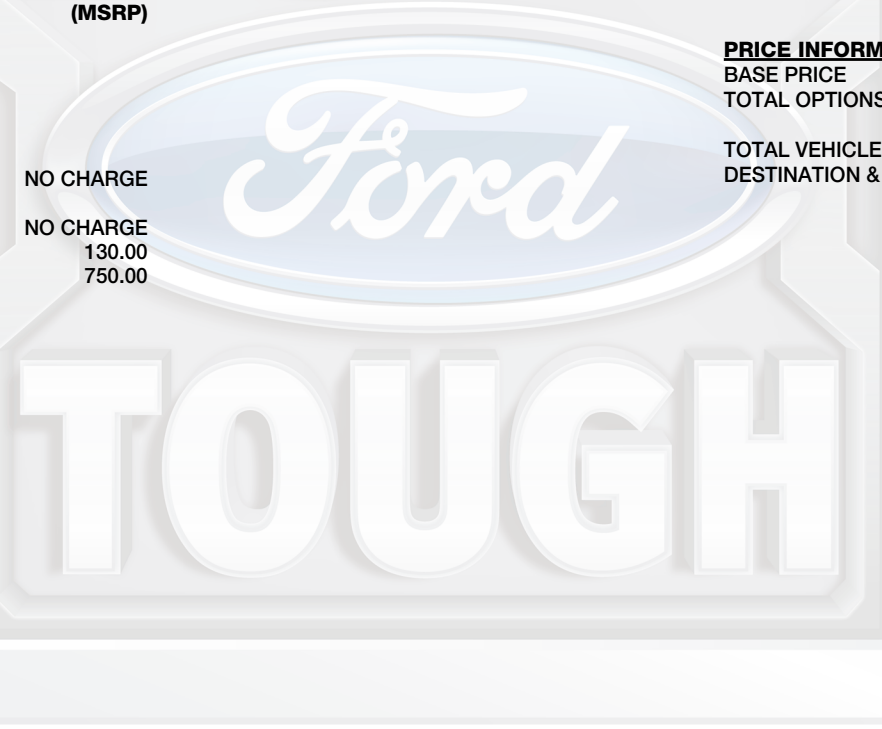 (MSRP)
NO CHARGE
NO CHARGE
130.00
750.00
PRICE INFORM
BASE PRICE
TOTAL OPTIONS
TOTAL VEHICLE
DESTINATION &
Ford
TOUGH